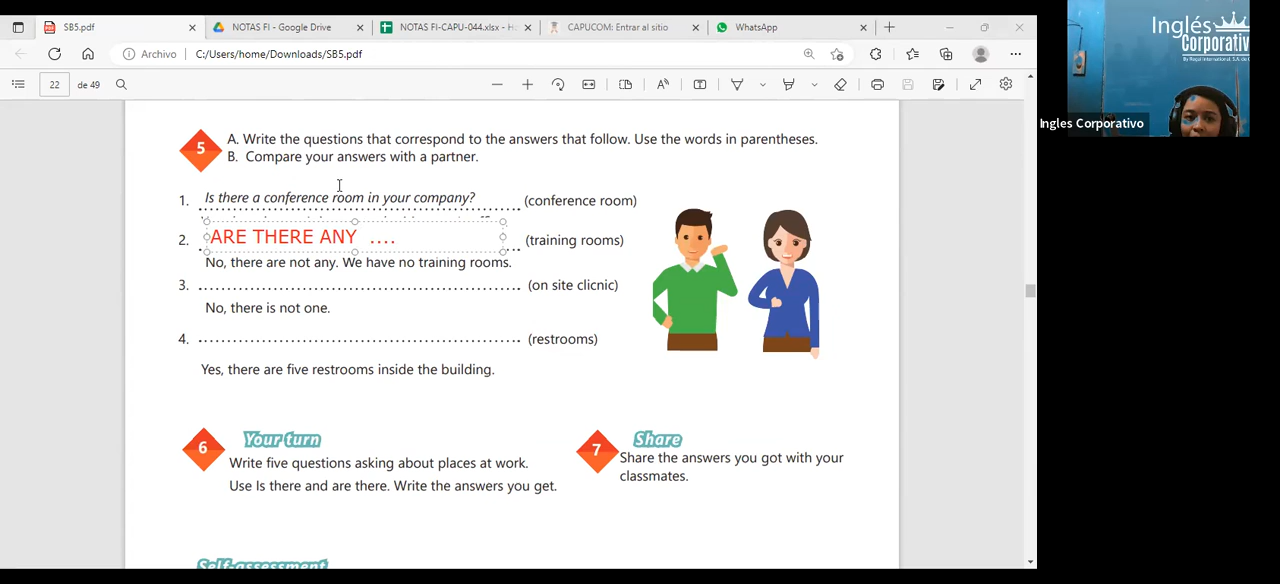 SB5.pdf
NOTAS FI - Google Drive
NOTAS FI-CAPU-044.xlsx - H
CAPUCOM: Entrar al sitio
WhatsApp
Archivo
C:/Users/home/Downloads/SB5.pdf
22
de 49
5
A. Write the questions that correspond to the answers that follow. Use the words in parentheses.
B. Compare your answers with a partner.
1. Is there a conference room in your company? (conference room)
2. ARE THERE ANY .... (training rooms)
No, there are not any. We have no training rooms.
3. (on site clicnic)
No, there is not one.
4. (restrooms)
Yes, there are five restrooms inside the building.
6
Your turn
Write five questions asking about places at work.
Use Is there and are there. Write the answers you get.
7
Share
Share the answers you got with your
classmates.
Self-assessment
Inglés
Corporativ
Ingles Corporativo